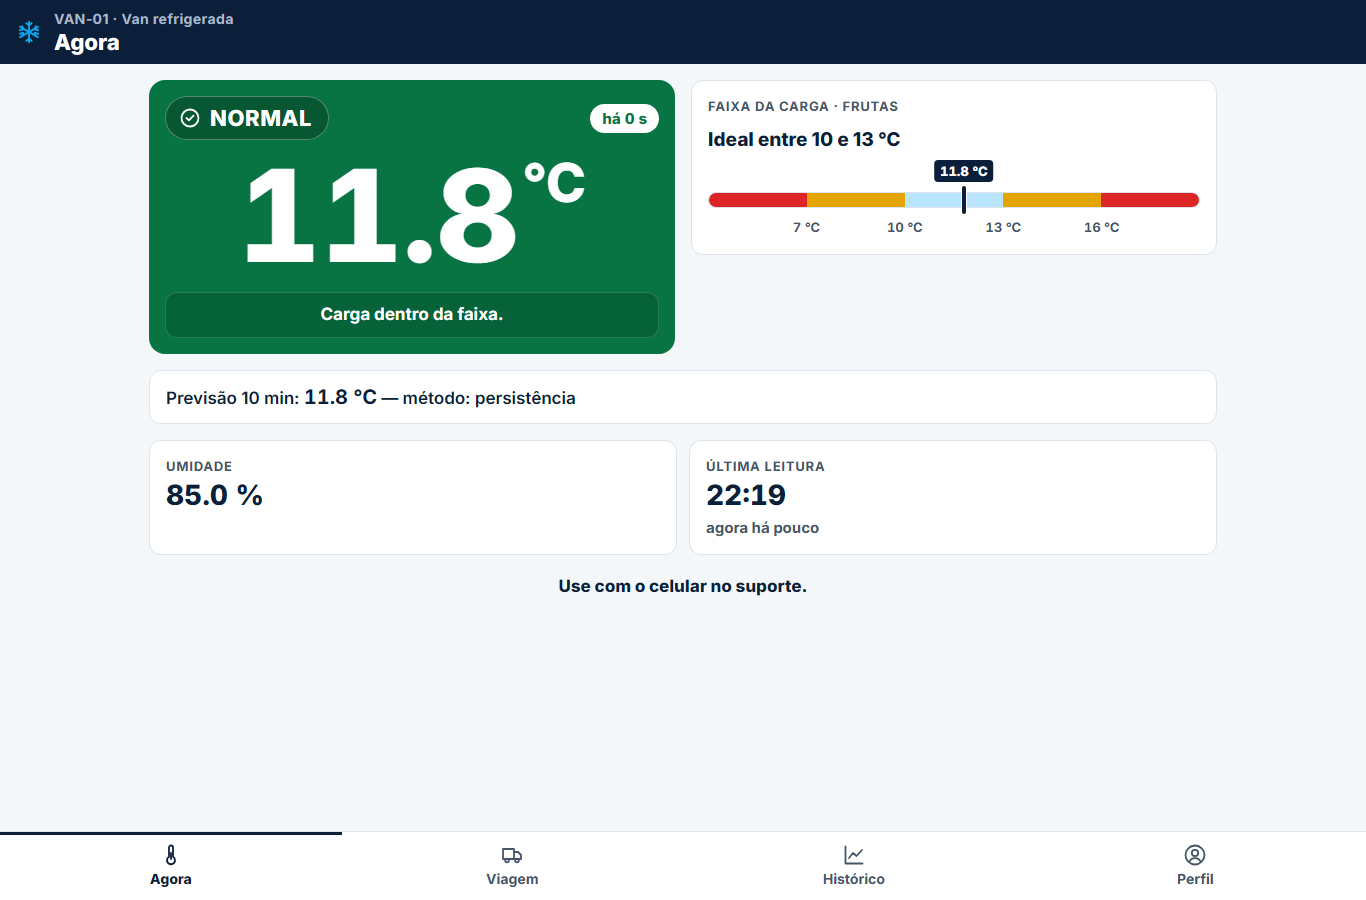 VAN-01 · Van refrigerada
Agora
NORMAL
há 0 s
11.8 °C
Carga dentro da faixa.
FAIXA DA CARGA · FRUTAS
Ideal entre 10 e 13 °C
11.8 °C
7 °C 10 °C 13 °C 16 °C
Previsão 10 min: 11.8 °C — método: persistência
UMIDADE
85.0 %
ÚLTIMA LEITURA
22:19
agora há pouco
Use com o celular no suporte.
Agora Viagem Histórico Perfil